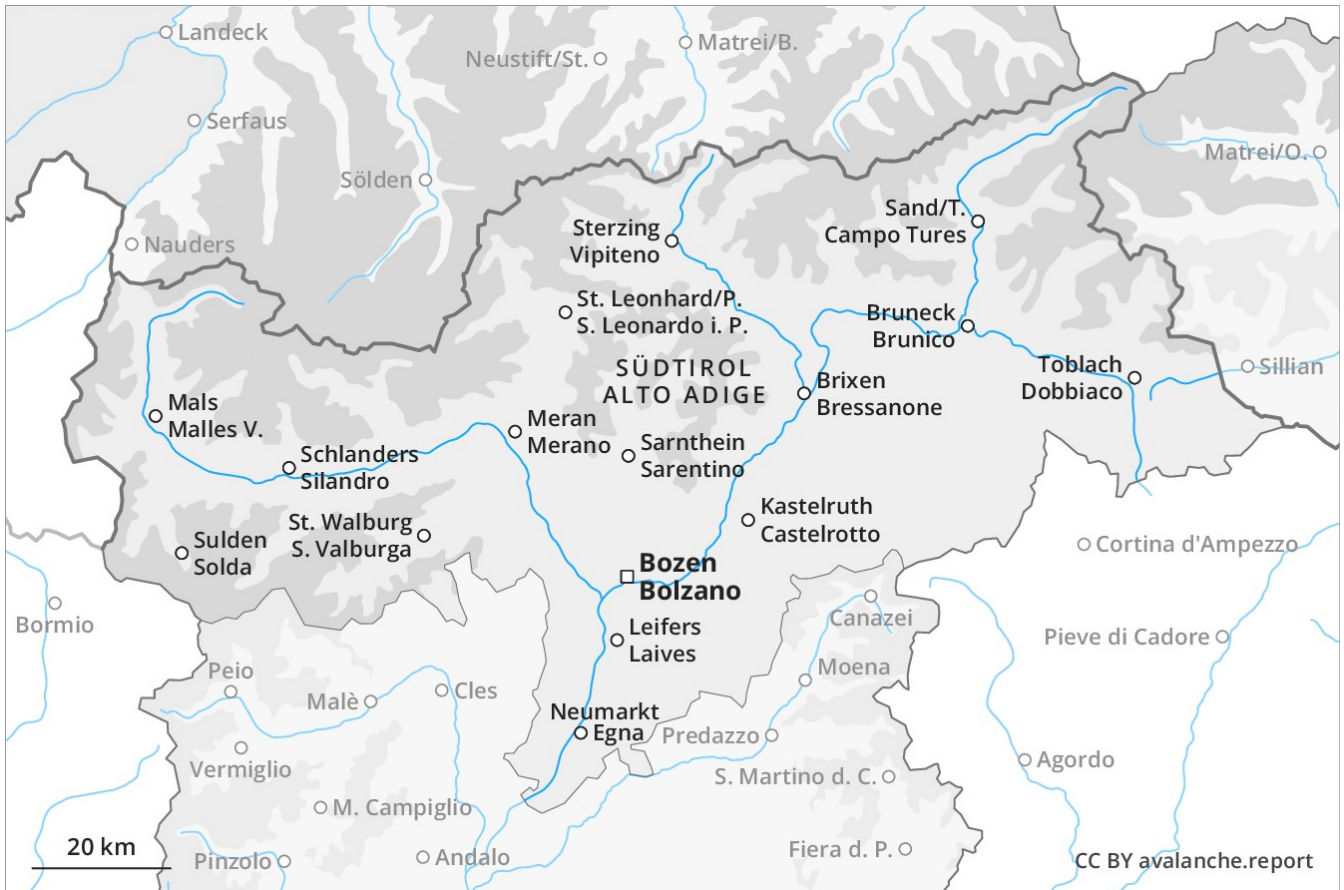 Landeck
Neustift/St.
Matrei/B.
Serfaus
Matrei/O.
Sölden
Nauders
Sterzing
Vipiteno
Sand/T.
Campo Tures
St. Leonhard/P.
S. Leonardo i. P.
Bruneck
Brunico
SÜDTIROL
ALTO ADIGE
Toblach
Dobbiaco
Sillian
Brixen
Bressanone
Mals
Malles V.
Meran
Merano
Sarnthein
Sarentino
Schlanders
Silandro
Kastelruth
Castelrotto
St. Walburg
S. Valburga
Sulden
Solda
Cortina d'Ampezzo
Bozen
Bolzano
Bormio
Canazei
Leifers
Laives
Pieve di Cadore
Peio
Moena
Malè
Cles
Neumarkt
Egna
Predazzo
Vermiglio
Agordo
S. Martino d. C.
M. Campiglio
20 km
Pinzolo
Andalo
Fiera d. P.
CC BY avalanche.report